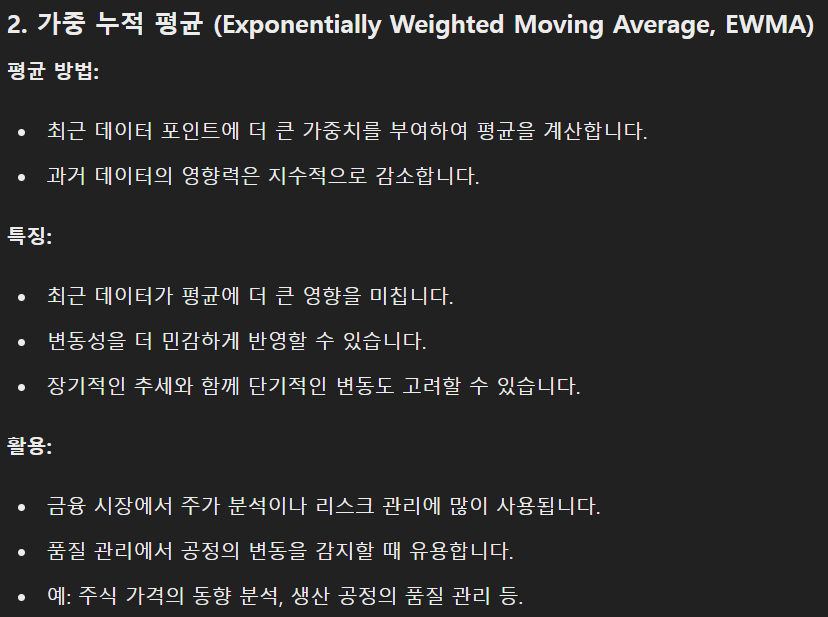 2. 가중 누적 평균 (Exponentially Weighted Moving Average, EWMA)
평균 방법:
• 최근 데이터 포인트에 더 큰 가중치를 부여하여 평균을 계산합니다.
• 과거 데이터의 영향력은 지수적으로 감소합니다.
특징:
• 최근 데이터가 평균에 더 큰 영향을 미칩니다.
• 변동성을 더 민감하게 반영할 수 있습니다.
• 장기적인 추세와 함께 단기적인 변동도 고려할 수 있습니다.
활용:
• 금융 시장에서 주가 분석이나 리스크 관리에 많이 사용됩니다.
• 품질 관리에서 공정의 변동을 감지할 때 유용합니다.
• 예: 주식 가격의 동향 분석, 생산 공정의 품질 관리 등.